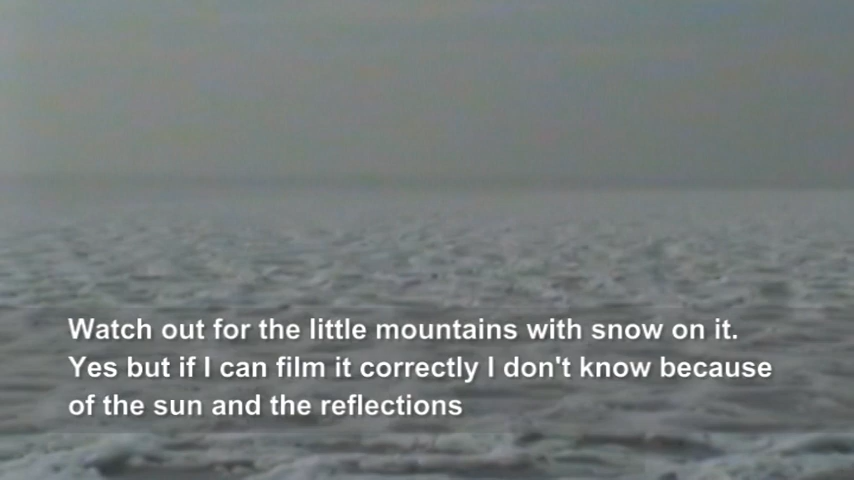 Watch out for the little mountains with snow on it.
Yes but if I can film it correctly I don't know because
of the sun and the reflections